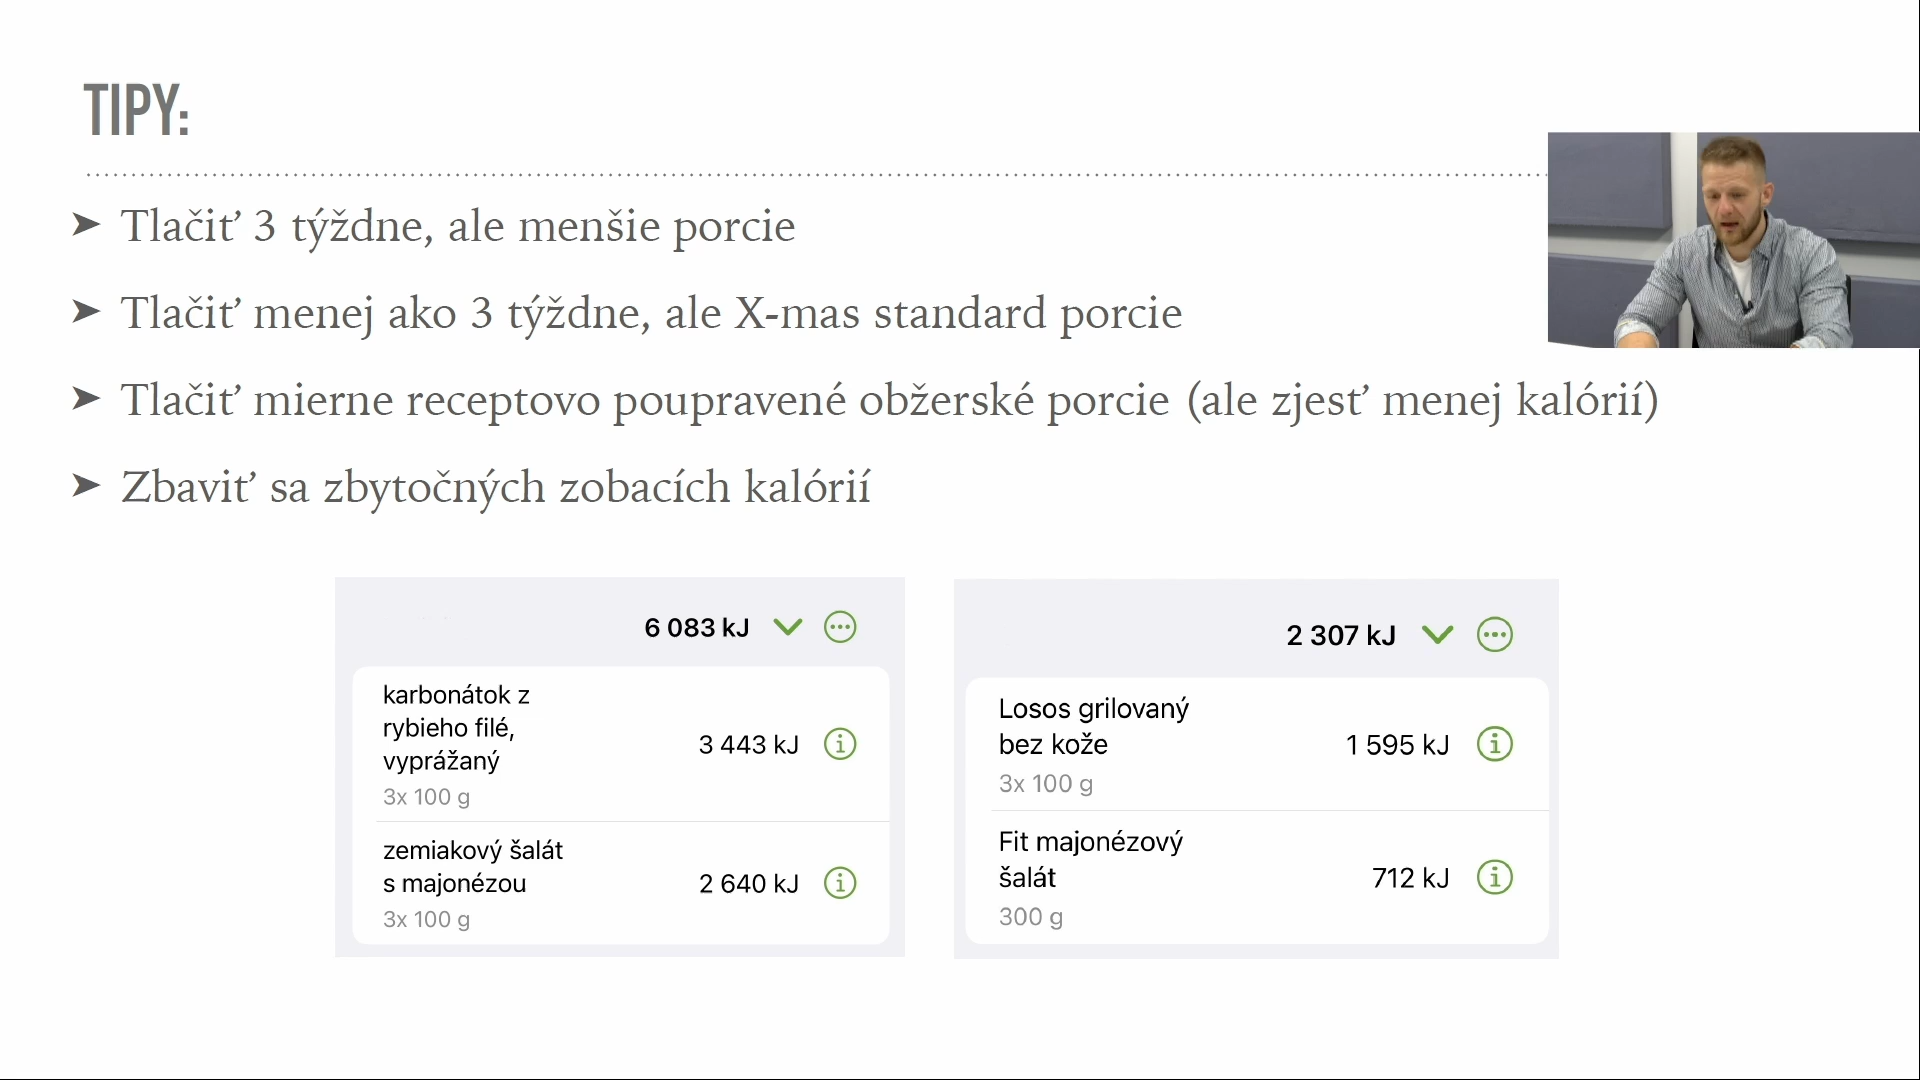 TIPY:
➤ Tlačiť 3 týždne, ale menšie porcie
➤ Tlačiť menej ako 3 týždne, ale X-mas standard porcie
➤ Tlačiť mierne receptovo poupravené obžerské porcie (ale zjesť menej kalórií)
➤ Zbaviť sa zbytočných zobacích kalórií
6 083 kJ
karbonátok z
rybieho filé,
vyprážaný
3 443 kJ
3x 100 g
zemiakový šalát
s majonézou
2 640 kJ
3x 100 g
2 307 kJ
Losos grilovaný
bez kože
1 595 kJ
3x 100 g
Fit majonézový
šalát
712 kJ
300 g